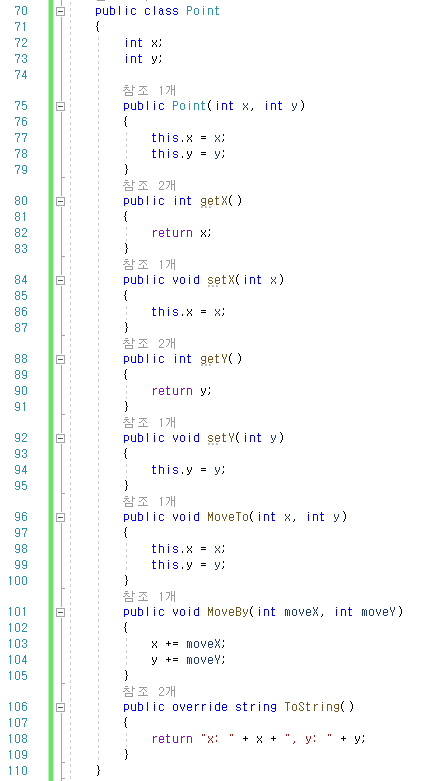 70 public class Point
71 {
72 int x;
73 int y;
74
참조 1개
75 public Point(int x, int y)
76 {
77 this.x = x;
78 this.y = y;
79 }
참조 2개
80 public int getX()
81 {
82 return x;
83 }
참조 1개
84 public void setX(int x)
85 {
86 this.x = x;
87 }
참조 2개
88 public int getY()
89 {
90 return y;
91 }
참조 1개
92 public void setY(int y)
93 {
94 this.y = y;
95 }
참조 1개
96 public void MoveTo(int x, int y)
97 {
98 this.x = x;
99 this.y = y;
100 }
참조 1개
101 public void MoveBy(int moveX, int moveY)
102 {
103 x += moveX;
104 y += moveY;
105 }
참조 2개
106 public override string ToString()
107 {
108 return "x: " + x + ", y: " + y;
109 }
110 }